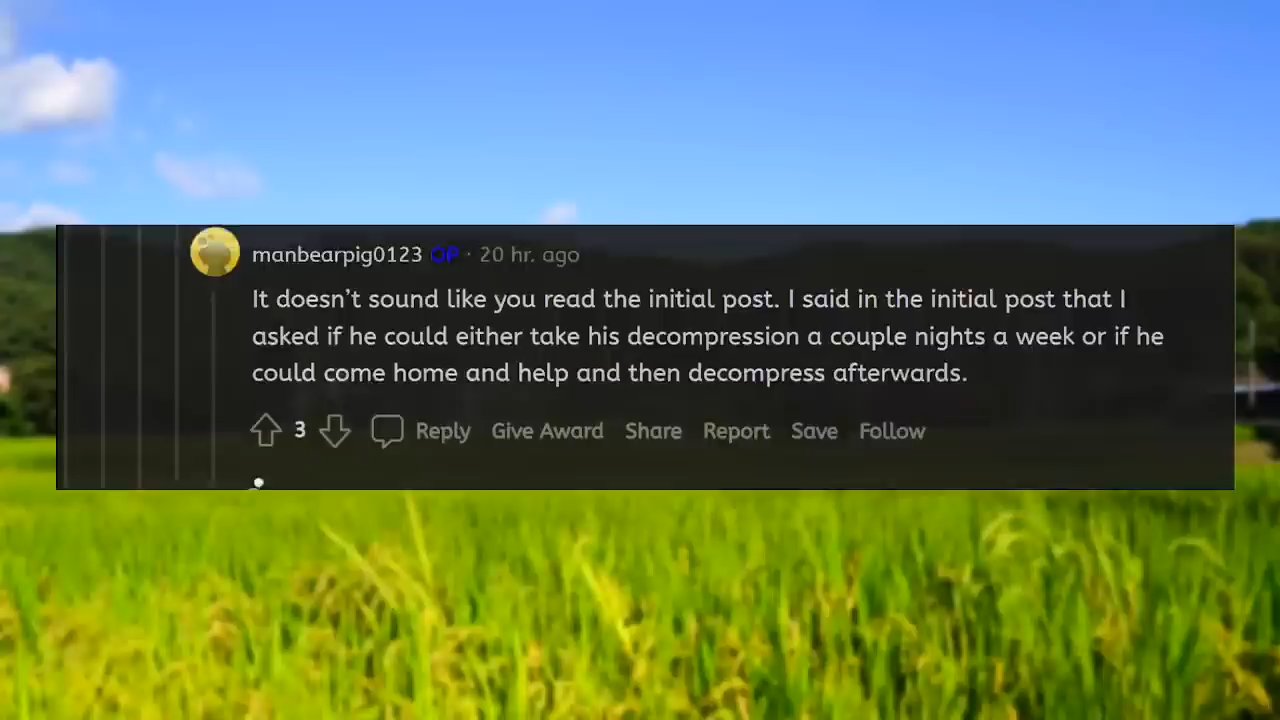 manbearpig0123 OP · 20 hr. ago
It doesn't sound like you read the initial post. I said in the initial post that I
asked if he could either take his decompression a couple nights a week or if he
could come home and help and then decompress afterwards.
3 Reply Give Award Share Report Save Follow